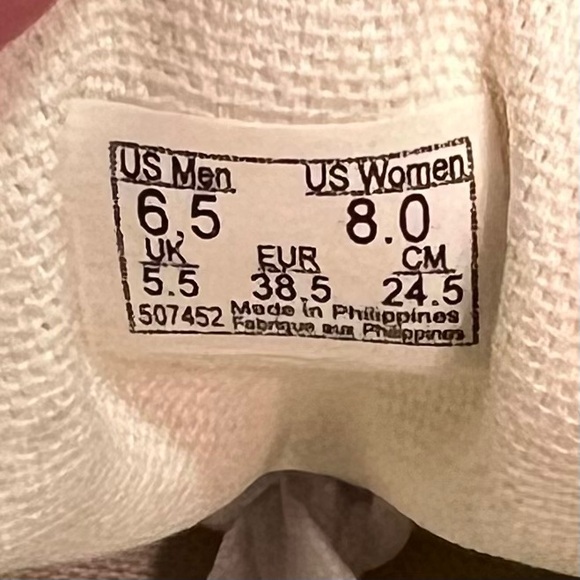 US Men US Women
6.5 8.0
UK EUR CM
5.5 38.5 24.5
507452 Made in Philippines
Fabrique aux Philippines